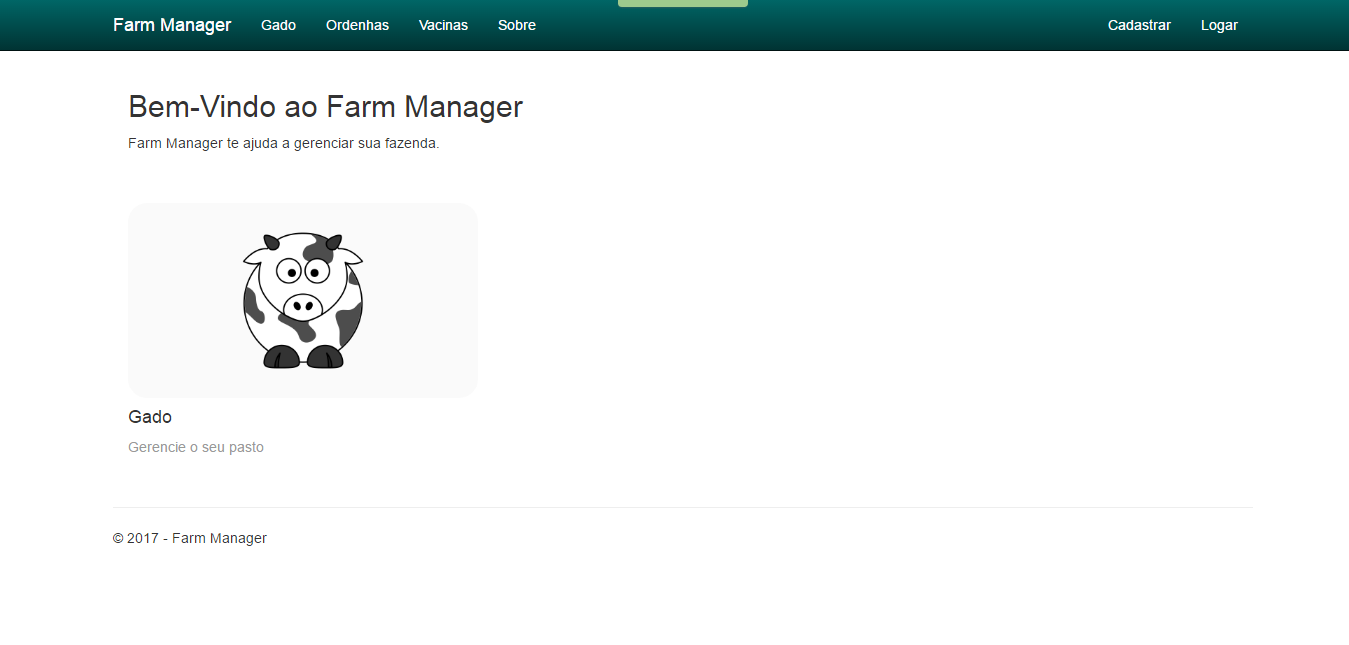 Farm Manager Gado Ordenhas Vacinas Sobre Cadastrar Logar
Bem-Vindo ao Farm Manager
Farm Manager te ajuda a gerenciar sua fazenda.
Gado
Gerencie o seu pasto
© 2017 - Farm Manager